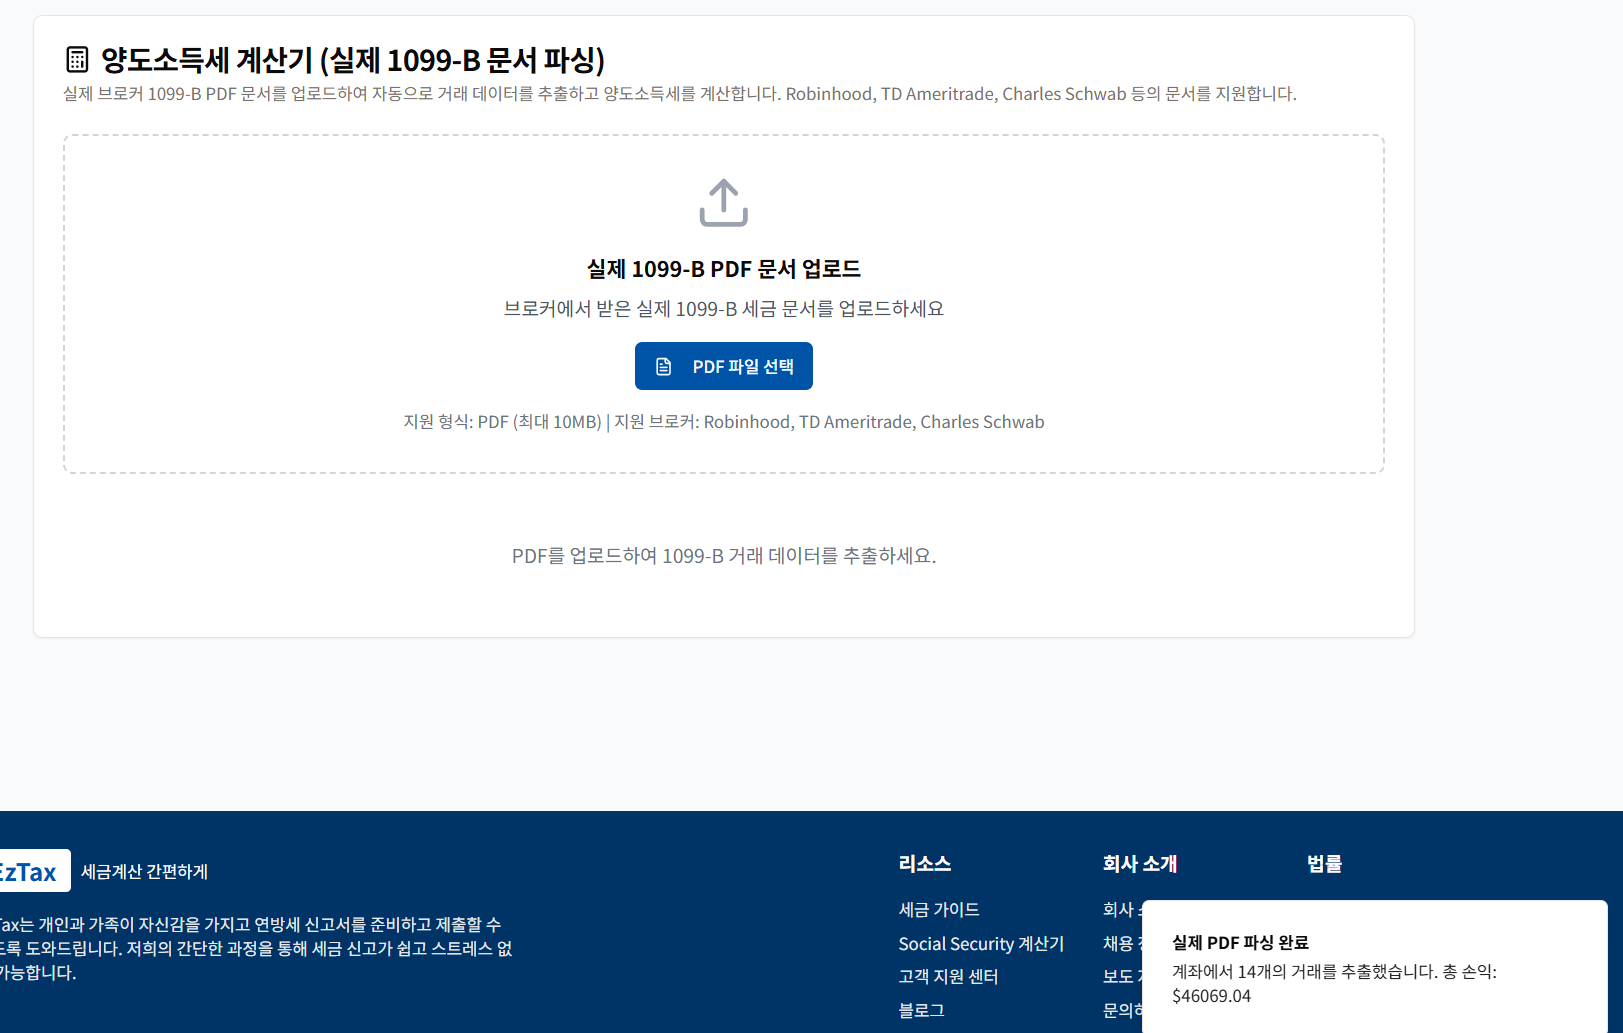 양도소득세 계산기 (실제 1099-B 문서 파싱)
실제 브로커 1099-B PDF 문서를 업로드하여 자동으로 거래 데이터를 추출하고 양도소득세를 계산합니다. Robinhood, TD Ameritrade, Charles Schwab 등의 문서를 지원합니다.
실제 1099-B PDF 문서 업로드
브로커에서 받은 실제 1099-B 세금 문서를 업로드하세요
PDF 파일 선택
지원 형식: PDF (최대 10MB) | 지원 브로커: Robinhood, TD Ameritrade, Charles Schwab
PDF를 업로드하여 1099-B 거래 데이터를 추출하세요.
EzTax 세금계산 간편하게
Tax는 개인과 가족이 자신감을 가지고 연방세 신고서를 준비하고 제출할 수
도록 도와드립니다. 저희의 간단한 과정을 통해 세금 신고가 쉽고 스트레스 없
가능합니다.
리소스
세금 가이드
Social Security 계산기
고객 지원 센터
블로그
회사 소개
회사
채용
보도
문의
법률
실제 PDF 파싱 완료
계좌에서 14개의 거래를 추출했습니다. 총 손익:
$46069.04